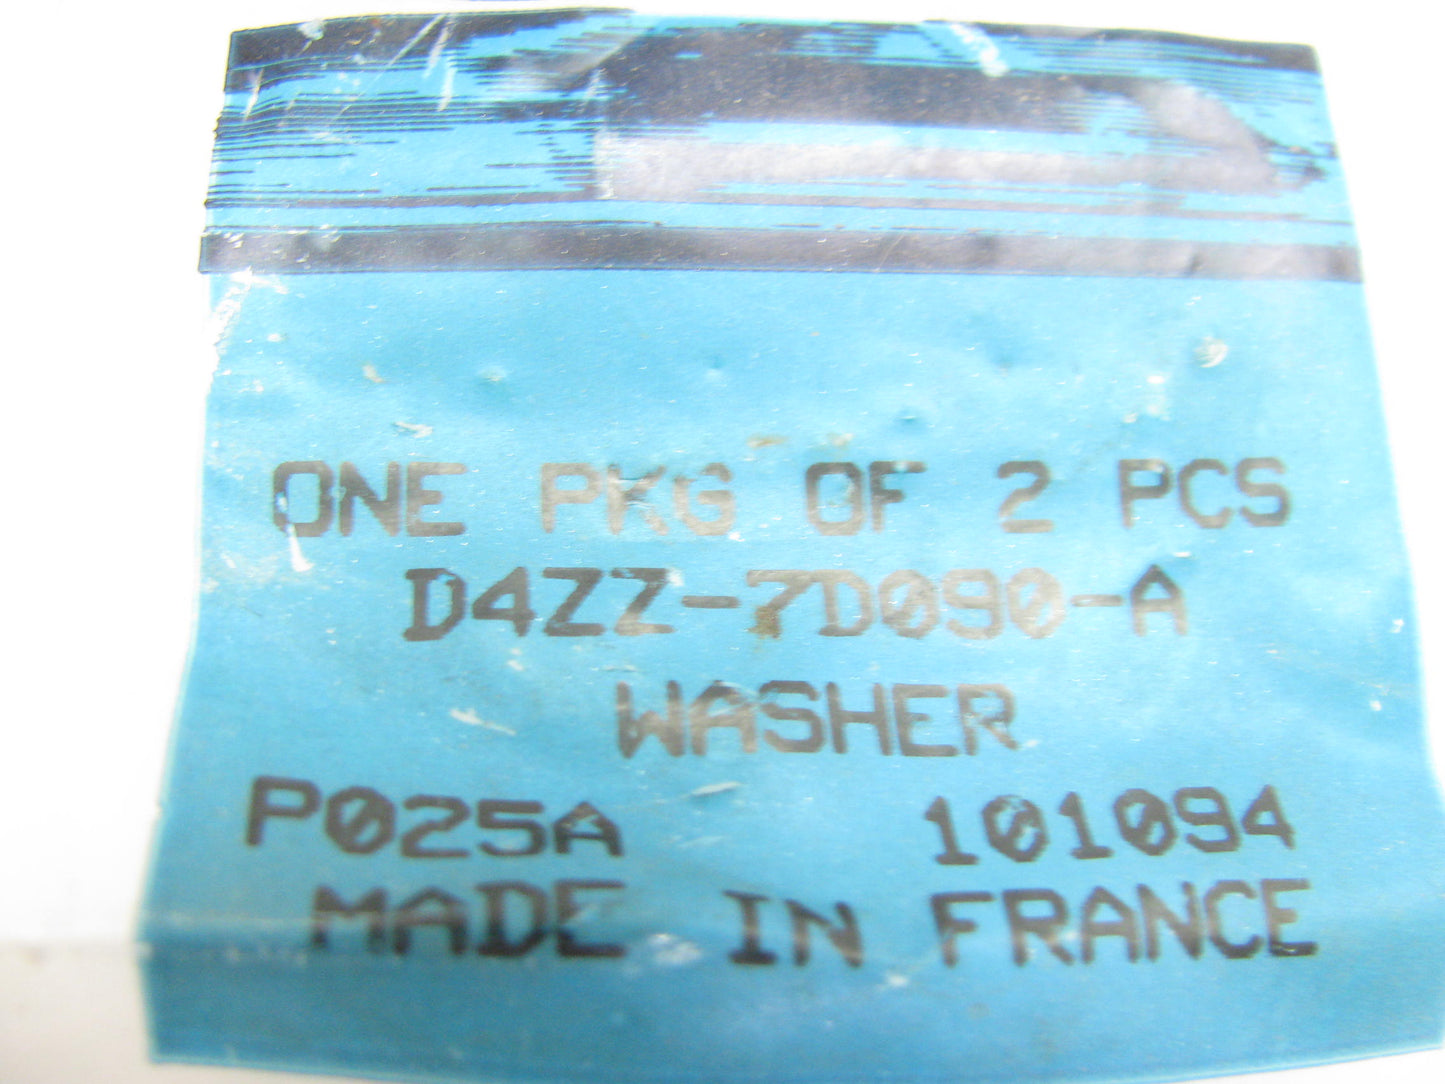 ONE PKG OF 2 PCS
D4ZZ-7D090-A
WASHER
P025A 101094
MADE IN FRANCE